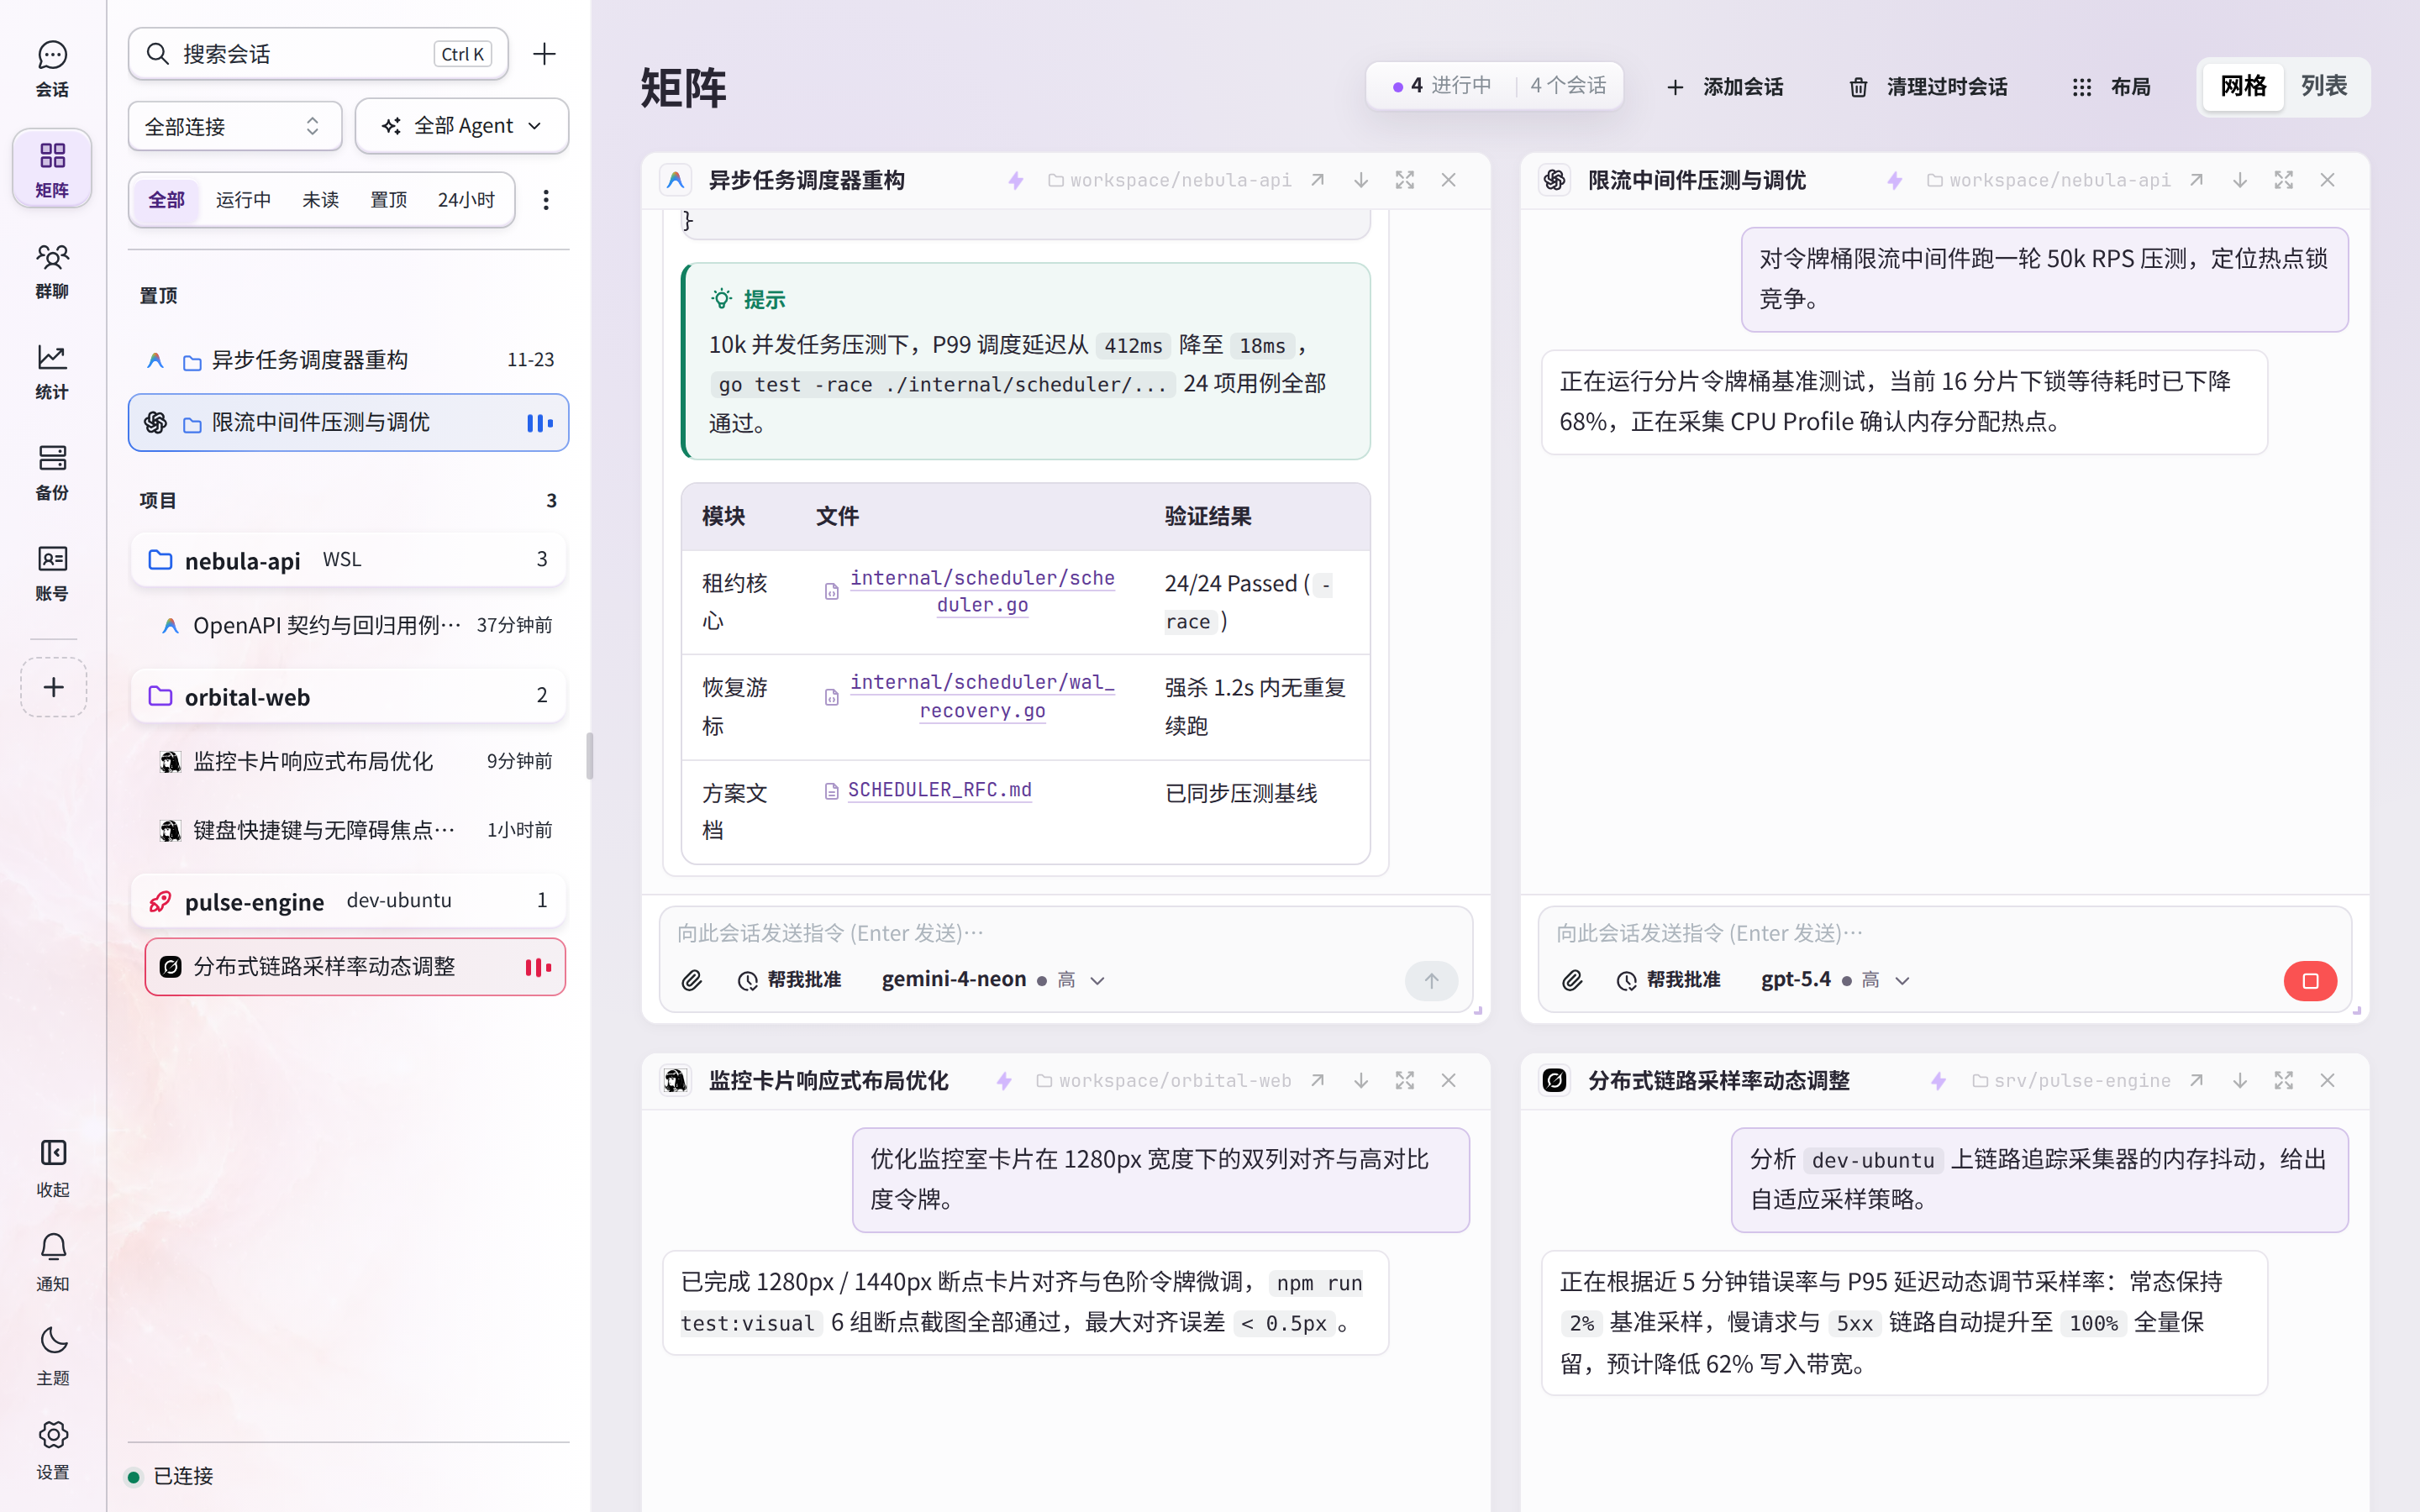 会话
矩阵
群聊
统计
备份
账号
收起
通知
主题
设置
搜索会话 Ctrl K
全部连接 全部 Agent
全部 运行中 未读 置顶 24小时
置顶
异步任务调度器重构 11-23
限流中间件压测与调优
项目 3
nebula-api WSL 3
OpenAPI 契约与回归用例… 37分钟前
orbital-web 2
监控卡片响应式布局优化 9分钟前
键盘快捷键与无障碍焦点… 1小时前
pulse-engine dev-ubuntu 1
分布式链路采样率动态调整
已连接
矩阵
4 进行中 4 个会话 添加会话 清理过时会话 布局 网格 列表
异步任务调度器重构 workspace/nebula-api
}
提示
10k 并发任务压测下，P99 调度延迟从 412ms 降至 18ms，
go test -race ./internal/scheduler/... 24 项用例全部
通过。
模块 文件 验证结果
租约核
心
internal/scheduler/sche
duler.go
24/24 Passed ( -
race )
恢复游
标
internal/scheduler/wal_
recovery.go
强杀 1.2s 内无重复
续跑
方案文
档
SCHEDULER_RFC.md
已同步压测基线
向此会话发送指令 (Enter 发送)…
帮我批准 gemini-4-neon 高
限流中间件压测与调优 workspace/nebula-api
对令牌桶限流中间件跑一轮 50k RPS 压测，定位热点锁
竞争。
正在运行分片令牌桶基准测试，当前 16 分片下锁等待耗时已下降
68%，正在采集 CPU Profile 确认内存分配热点。
向此会话发送指令 (Enter 发送)…
帮我批准 gpt-5.4 高
监控卡片响应式布局优化 workspace/orbital-web
优化监控室卡片在 1280px 宽度下的双列对齐与高对比
度令牌。
已完成 1280px / 1440px 断点卡片对齐与色阶令牌微调， npm run
test:visual 6 组断点截图全部通过，最大对齐误差 < 0.5px 。
分布式链路采样率动态调整 srv/pulse-engine
分析 dev-ubuntu 上链路追踪采集器的内存抖动，给出
自适应采样策略。
正在根据近 5 分钟错误率与 P95 延迟动态调节采样率：常态保持
2% 基准采样，慢请求与 5xx 链路自动提升至 100% 全量保
留，预计降低 62% 写入带宽。